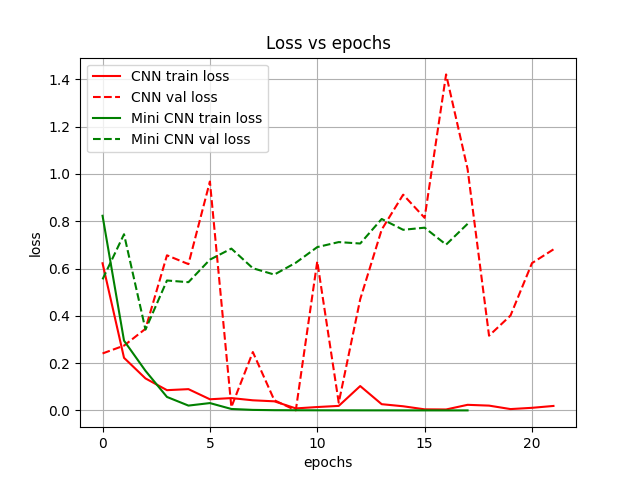 Loss vs epochs
CNN train loss
CNN val loss
Mini CNN train loss
Mini CNN val loss
loss
1.4
1.2
1.0
0.8
0.6
0.4
0.2
0.0
0 5 10 15 20
epochs